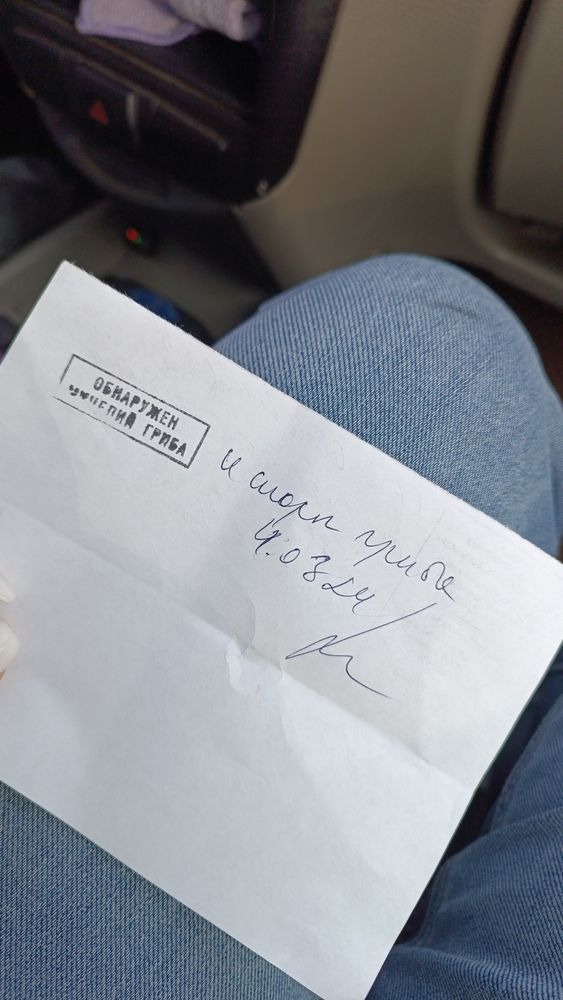 ОБНАРУЖЕН
МИЦЕЛИЙ ГРИБА
и споры гриба
4.03.24